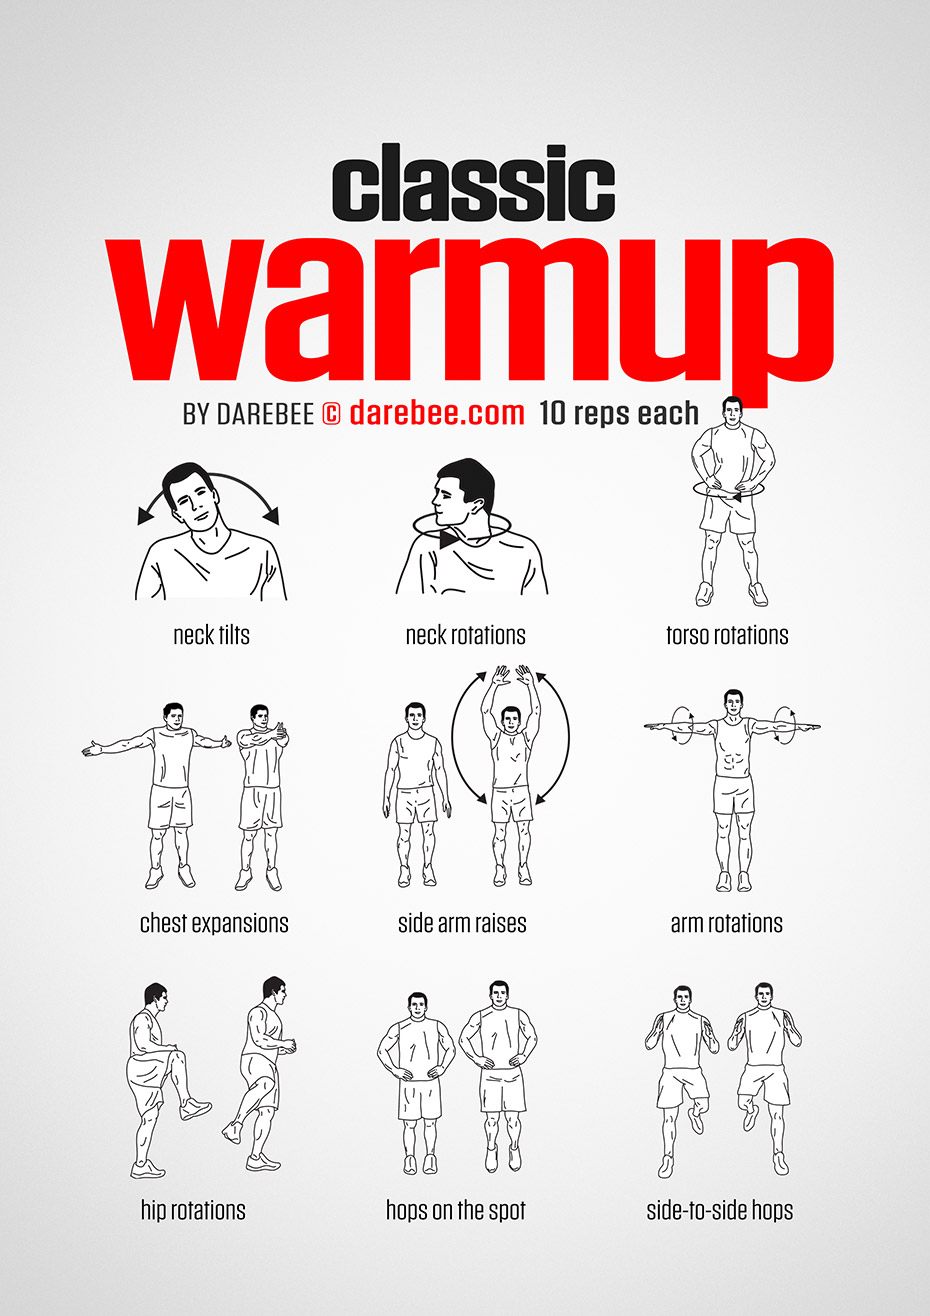 classic
warmup
BY DAREBEE © darebee.com 10 reps each
neck tilts
neck rotations
torso rotations
chest expansions
side arm raises
arm rotations
hip rotations
hops on the spot
side-to-side hops